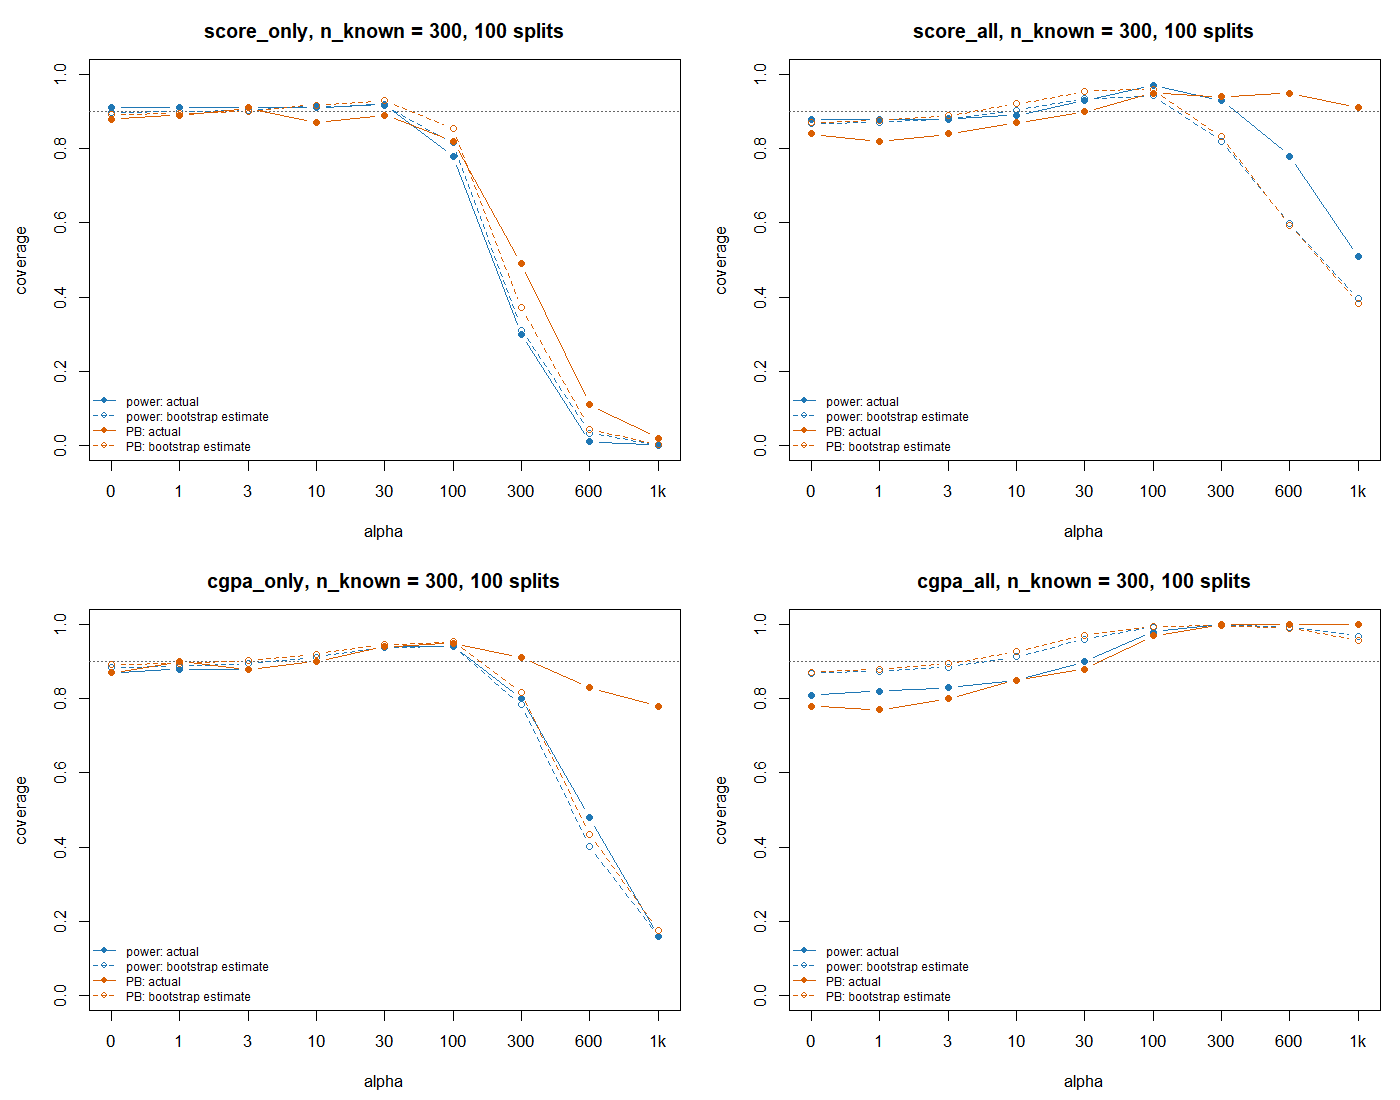 score_only, n_known = 300, 100 splits
coverage
1.0
0.8
0.6
0.4
0.2
0.0
power: actual
power: bootstrap estimate
PB: actual
PB: bootstrap estimate
0 1 3 10 30 100 300 600 1k
alpha
score_all, n_known = 300, 100 splits
coverage
1.0
0.8
0.6
0.4
0.2
0.0
power: actual
power: bootstrap estimate
PB: actual
PB: bootstrap estimate
0 1 3 10 30 100 300 600 1k
alpha
cgpa_only, n_known = 300, 100 splits
coverage
1.0
0.8
0.6
0.4
0.2
0.0
power: actual
power: bootstrap estimate
PB: actual
PB: bootstrap estimate
0 1 3 10 30 100 300 600 1k
alpha
cgpa_all, n_known = 300, 100 splits
coverage
1.0
0.8
0.6
0.4
0.2
0.0
power: actual
power: bootstrap estimate
PB: actual
PB: bootstrap estimate
0 1 3 10 30 100 300 600 1k
alpha